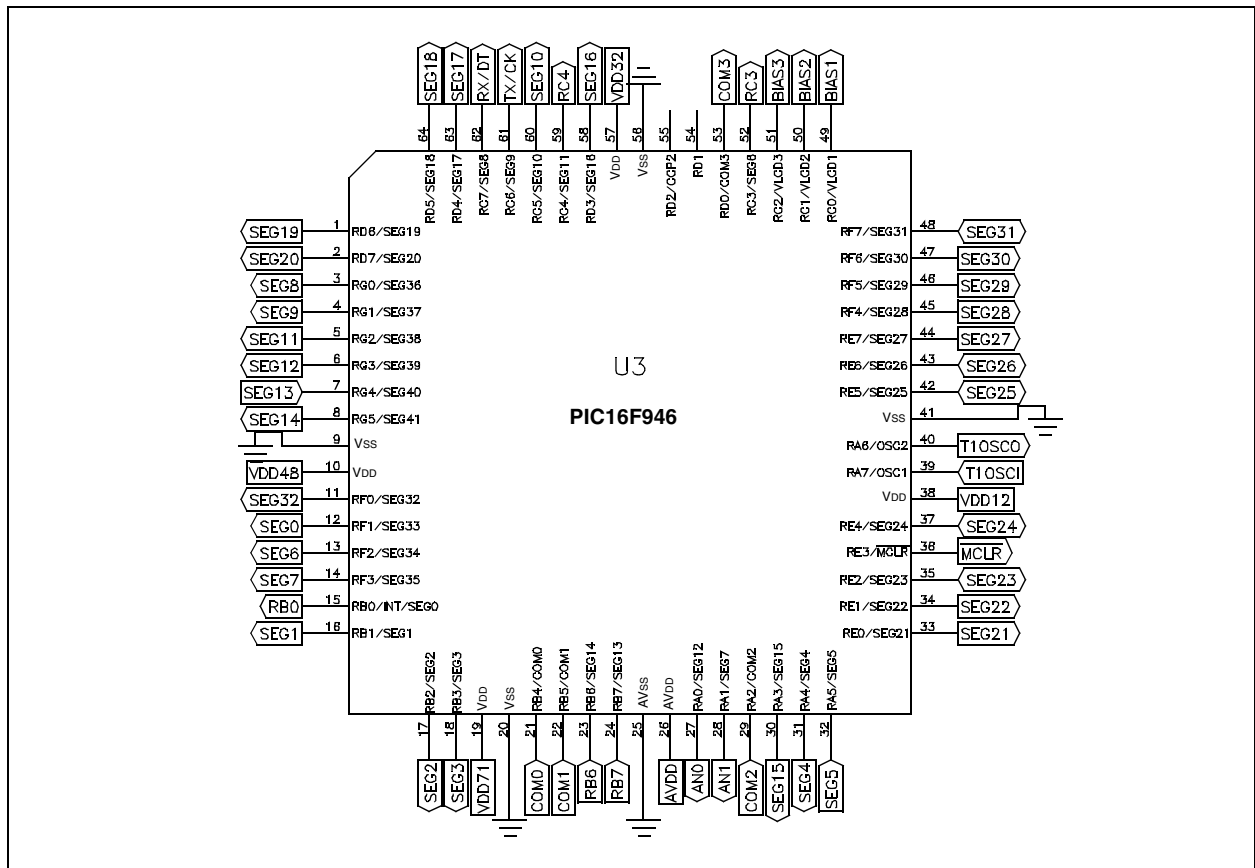 SEG18 SEG17 RX/DT TX/CK SEG10 RC4 SEG16 VDD32 COM3 RC3 BIAS3 BIAS2 BIAS1
64 63 62 61 60 59 58 57 56 55 54 53 52 51 50 49
RD5/SEG18 RD4/SEG17 RC7/SEG8 RC6/SEG9 RC5/SEG10 RC4/SEG11 RD3/SEG16 VDD VSS RD2/CCP2 RD1 RD0/COM3 RC3/SEG6 RC2/VLCD3 RC1/VLCD2 RC0/VLCD1
SEG19 1 RD6/SEG19 RF7/SEG31 48 SEG31
SEG20 2 RD7/SEG20 RF6/SEG30 47 SEG30
SEG8 3 RG0/SEG36 RF5/SEG29 46 SEG29
SEG9 4 RG1/SEG37 RF4/SEG28 45 SEG28
SEG11 5 RG2/SEG38 RE7/SEG27 44 SEG27
SEG12 6 RG3/SEG39 RE6/SEG26 43 SEG26
U3
SEG13 7 RG4/SEG40 RE5/SEG25 42 SEG25
PIC16F946
SEG14 8 RG5/SEG41 VSS 41
9 VSS RA6/OSC2 40 T1OSCO
VDD48 10 VDD RA7/OSC1 39 T1OSCI
SEG32 11 RF0/SEG32 VDD 38 VDD12
SEG0 12 RF1/SEG33 RE4/SEG24 37 SEG24
SEG6 13 RF2/SEG34 RE3/MCLR 36 MCLR
SEG7 14 RF3/SEG35 RE2/SEG23 35 SEG23
RB0 15 RB0/INT/SEG0 RE1/SEG22 34 SEG22
SEG1 16 RB1/SEG1 RE0/SEG21 33 SEG21
RB2/SEG2 RB3/SEG3 VDD VSS RB4/COM0 RB5/COM1 RB6/SEG14 RB7/SEG13 AVSS AVDD RA0/SEG12 RA1/SEG7 RA2/COM2 RA3/SEG15 RA4/SEG4 RA5/SEG5
17 18 19 20 21 22 23 24 25 26 27 28 29 30 31 32
SEG2 SEG3 VDD71 COM0 COM1 RB6 RB7 AVDD AN0 AN1 COM2 SEG15 SEG4 SEG5